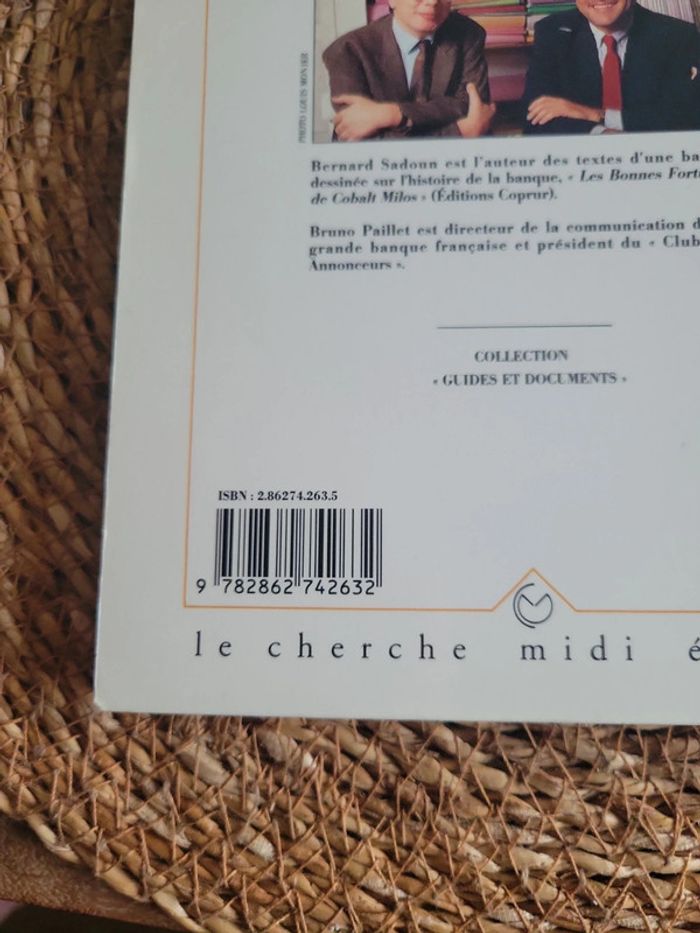 PHOTO LOUIS MONIER
Bernard Sadoun est l'auteur des textes d'une ba
dessinée sur l'histoire de la banque, « Les Bonnes Fortu
de Cobalt Milos » (Éditions Coprur).
Bruno Paillet est directeur de la communication d
grande banque française et président du « Club
Annonceurs ».
COLLECTION
« GUIDES ET DOCUMENTS »
ISBN : 2.86274.263.5
9 782862 742632
le cherche midi é